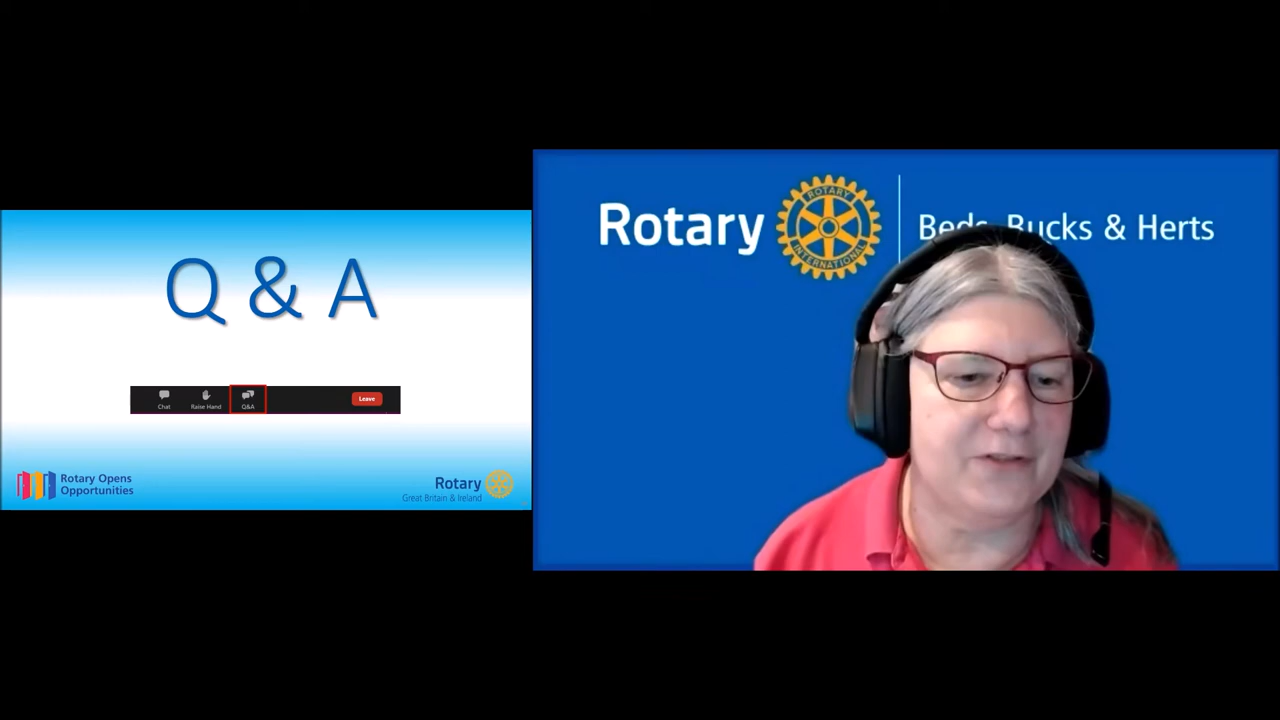 Q & A
Chat
Raise Hand
Q&A
Leave
Rotary Opens
Opportunities
Rotary
Great Britain & Ireland
Rotary
ROTARY
INTERNATIONAL
Beds, Bucks & Herts